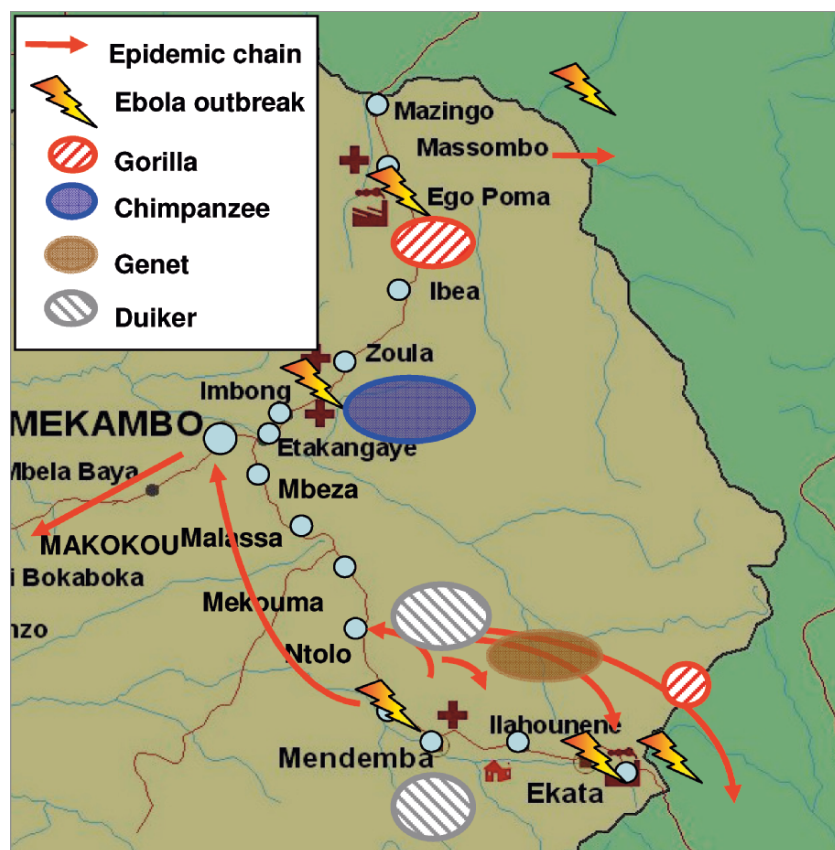 Epidemic chain
Ebola outbreak
Gorilla
Chimpanzee
Genet
Duiker
Mazingo
Massombo
Ego Poma
Ibea
Zoula
Imbong
MEKAMBO
Etakangaye
Mbela Baya
Mbeza
MAKOKOU
Malassa
i Bokaboka
Mekouma
nzo
Ntolo
Ilahounene
Mendemba
Ekata